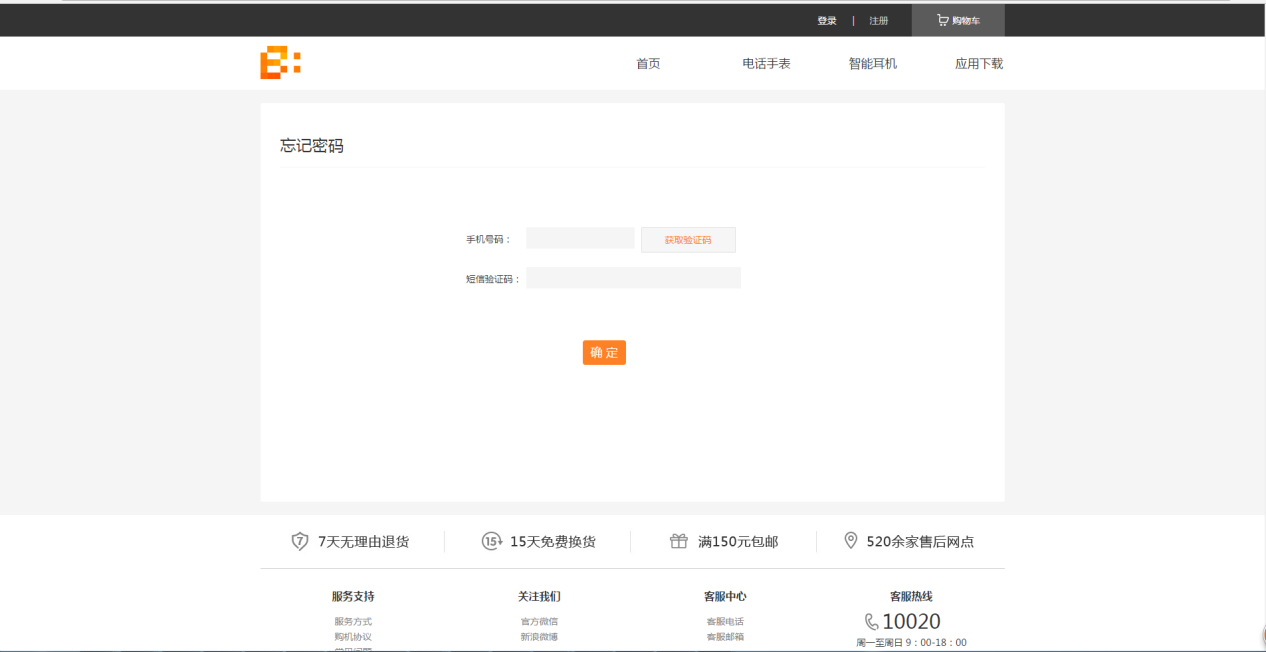 登录 | 注册 购物车
首页 电话手表 智能耳机 应用下载
忘记密码
手机号码： 获取验证码
短信验证码：
确 定
7 7天无理由退货 15 15天免费换货 满150元包邮 520余家售后网点
服务支持 关注我们 客服中心 客服热线
服务方式 官方微信 客服电话 10020
购机协议 新浪微博 客服邮箱 周一至周日 9：00-18：00